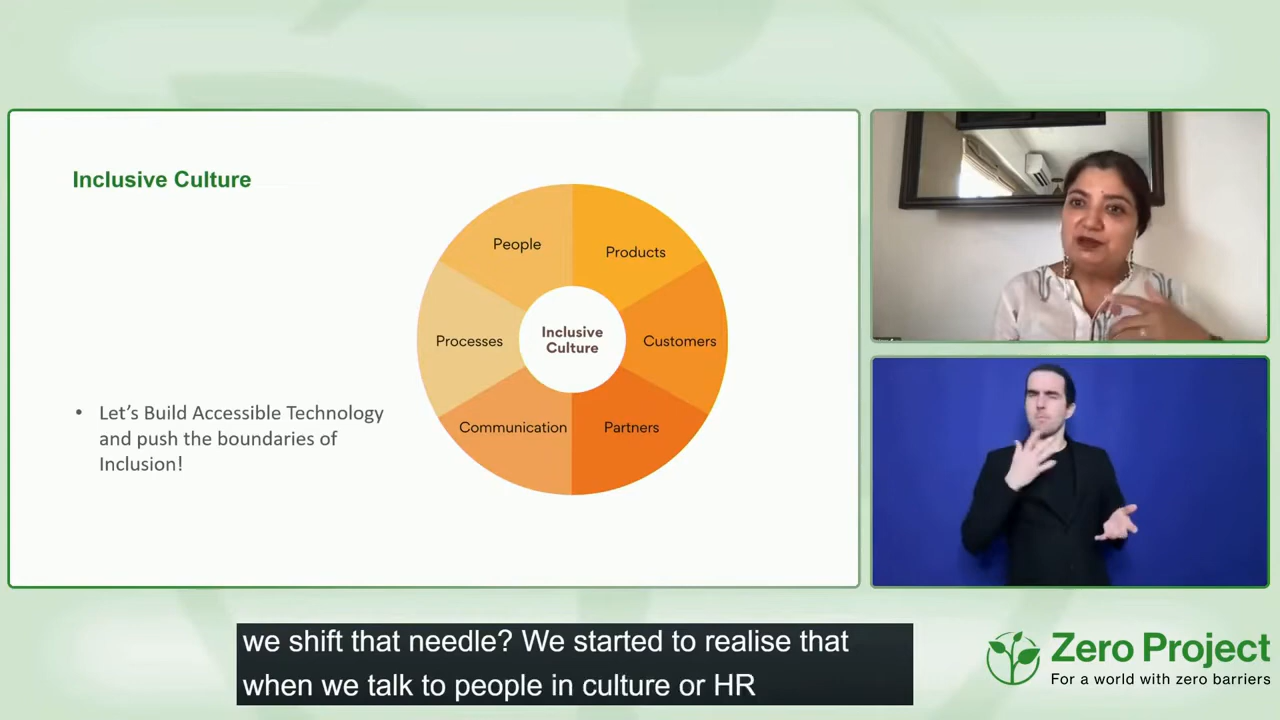 Inclusive Culture
People
Products
Processes
Inclusive
Culture
Customers
Communication
Partners
• Let’s Build Accessible Technology
and push the boundaries of
Inclusion!
we shift that needle? We started to realise that
when we talk to people in culture or HR
Zero Project
For a world with zero barriers